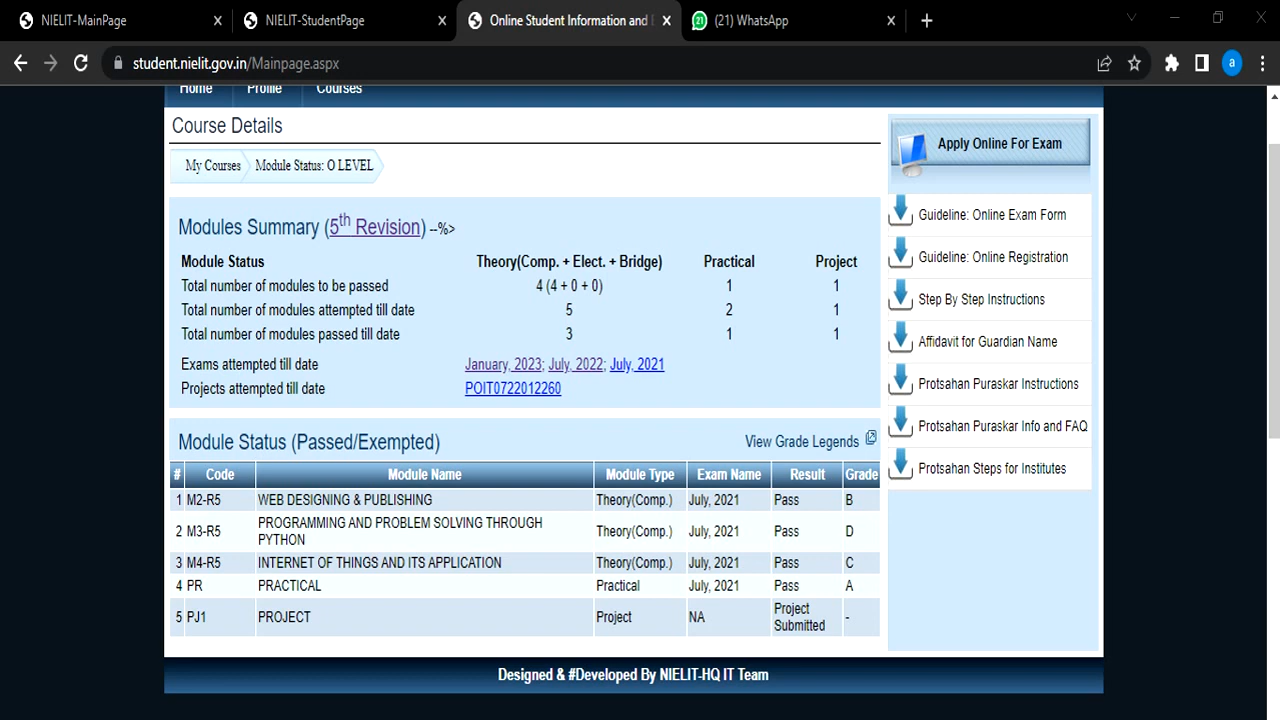 NIELIT-MainPage
NIELIT-StudentPage
Online Student Information and
(21) WhatsApp
student.nielit.gov.in/Mainpage.aspx
a
Home Profile Courses
Course Details
My Courses Module Status: O LEVEL
Modules Summary (5th Revision) --%>
Module Status Theory(Comp. + Elect. + Bridge) Practical Project
Total number of modules to be passed 4 (4 + 0 + 0) 1 1
Total number of modules attempted till date 5 2 1
Total number of modules passed till date 3 1 1
Exams attempted till date January, 2023; July, 2022; July, 2021
Projects attempted till date POIT0722012260
Module Status (Passed/Exempted) View Grade Legends
# Code Module Name Module Type Exam Name Result Grade
1 M2-R5 WEB DESIGNING & PUBLISHING Theory(Comp.) July, 2021 Pass B
2 M3-R5 PROGRAMMING AND PROBLEM SOLVING THROUGH
PYTHON Theory(Comp.) July, 2021 Pass D
3 M4-R5 INTERNET OF THINGS AND ITS APPLICATION Theory(Comp.) July, 2021 Pass C
4 PR PRACTICAL Practical July, 2021 Pass A
5 PJ1 PROJECT Project NA Project
Submitted -
Apply Online For Exam
Guideline: Online Exam Form
Guideline: Online Registration
Step By Step Instructions
Affidavit for Guardian Name
Protsahan Puraskar Instructions
Protsahan Puraskar Info and FAQ
Protsahan Steps for Institutes
Designed & #Developed By NIELIT-HQ IT Team